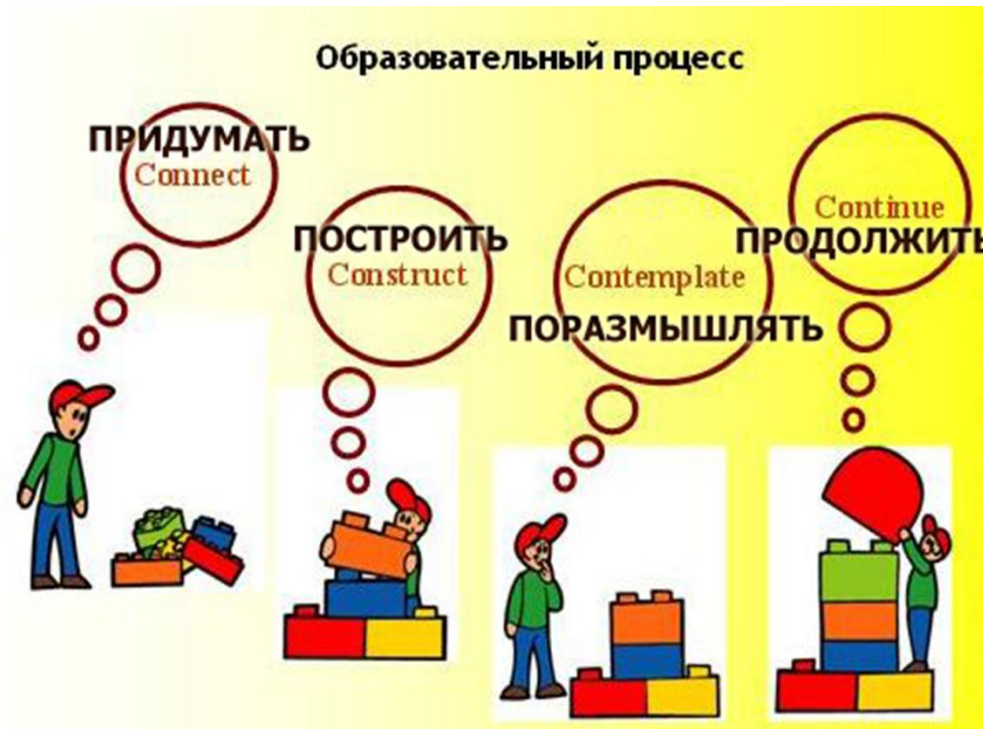 Образовательный процесс
ПРИДУМАТЬ
Connect
ПОСТРОИТЬ
Construct
Contemplate
ПОРАЗМЫШЛЯТЬ
Continue
ПРОДОЛЖИТЬ